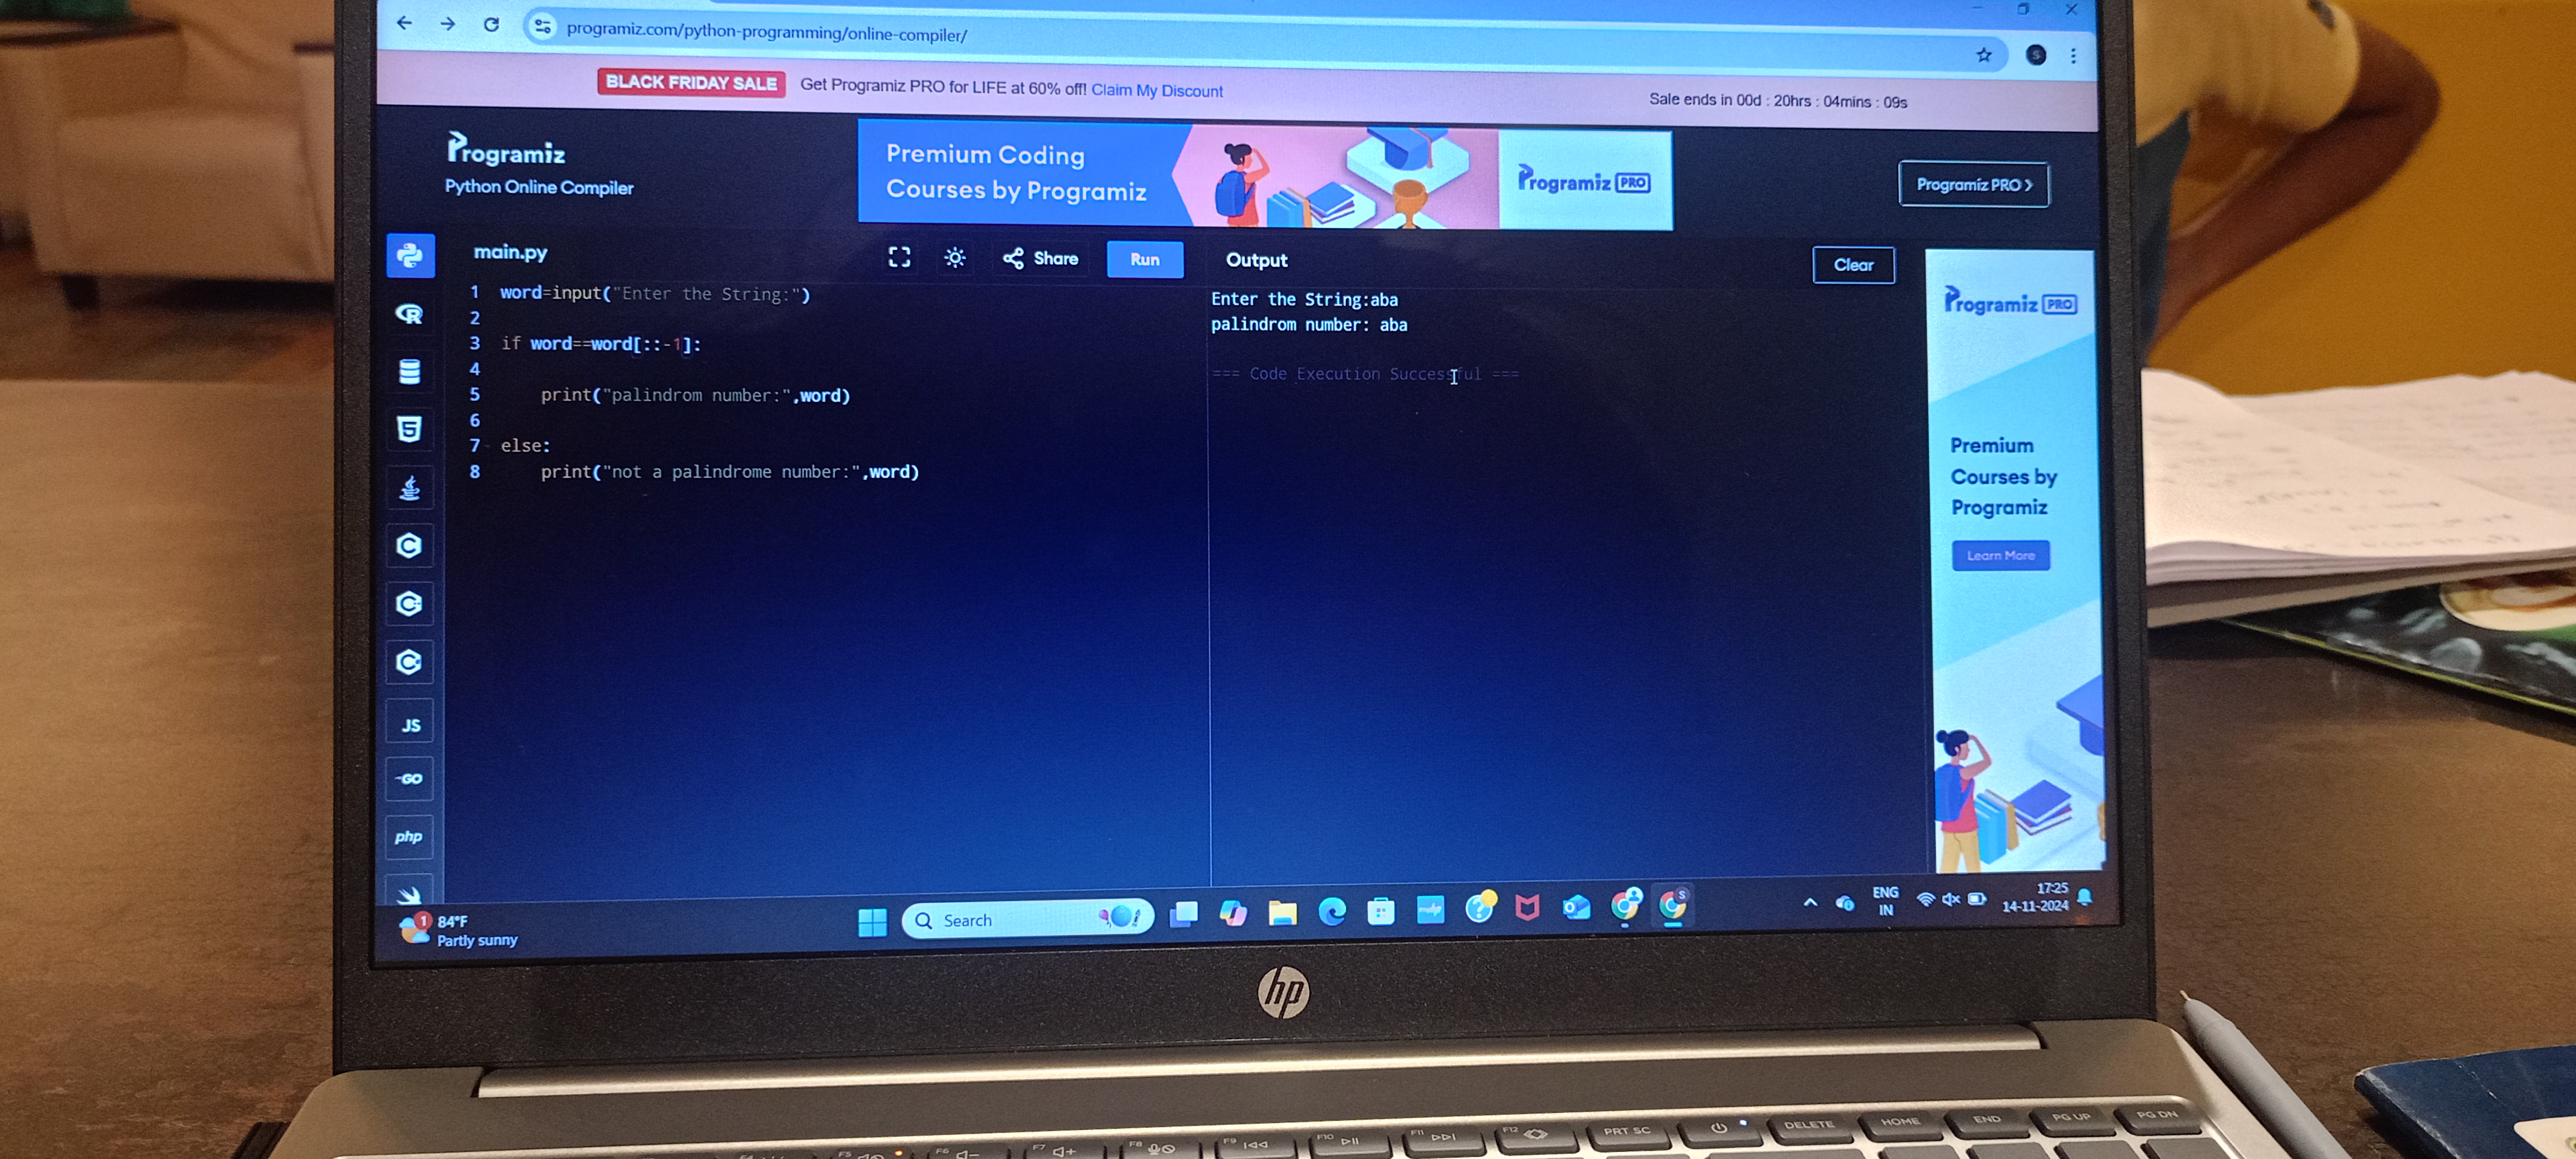 programiz.com/python-programming/online-compiler/
BLACK FRIDAY SALE Get Programiz PRO for LIFE at 60% off! Claim My Discount Sale ends in 00d : 20hrs : 04mins : 09s
Programiz
Python Online Compiler
Premium Coding
Courses by Programiz
Programiz PRO
Programiz PRO >
main.py Share Run Output Clear
1 word=input("Enter the String:")
2
3 if word==word[::-1]:
4
5 print("palindrom number:",word)
6
7 else:
8 print("not a palindrome number:",word)
Enter the String:aba
palindrom number: aba
=== Code Execution Successful ===
Programiz PRO
Premium
Courses by
Programiz
Learn More
JS
GO
php
1
84°F
Partly sunny
Search
ENG
IN
17:25
14-11-2024
hp
F7
F8
F9
F10
F11
F12
PRT SC
DELETE
HOME
END
PG UP
PG DN